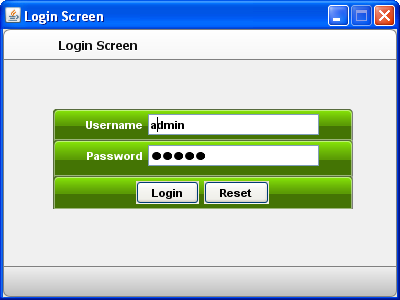 Login Screen
Login Screen
Username admin
Password ●●●●●
Login Reset